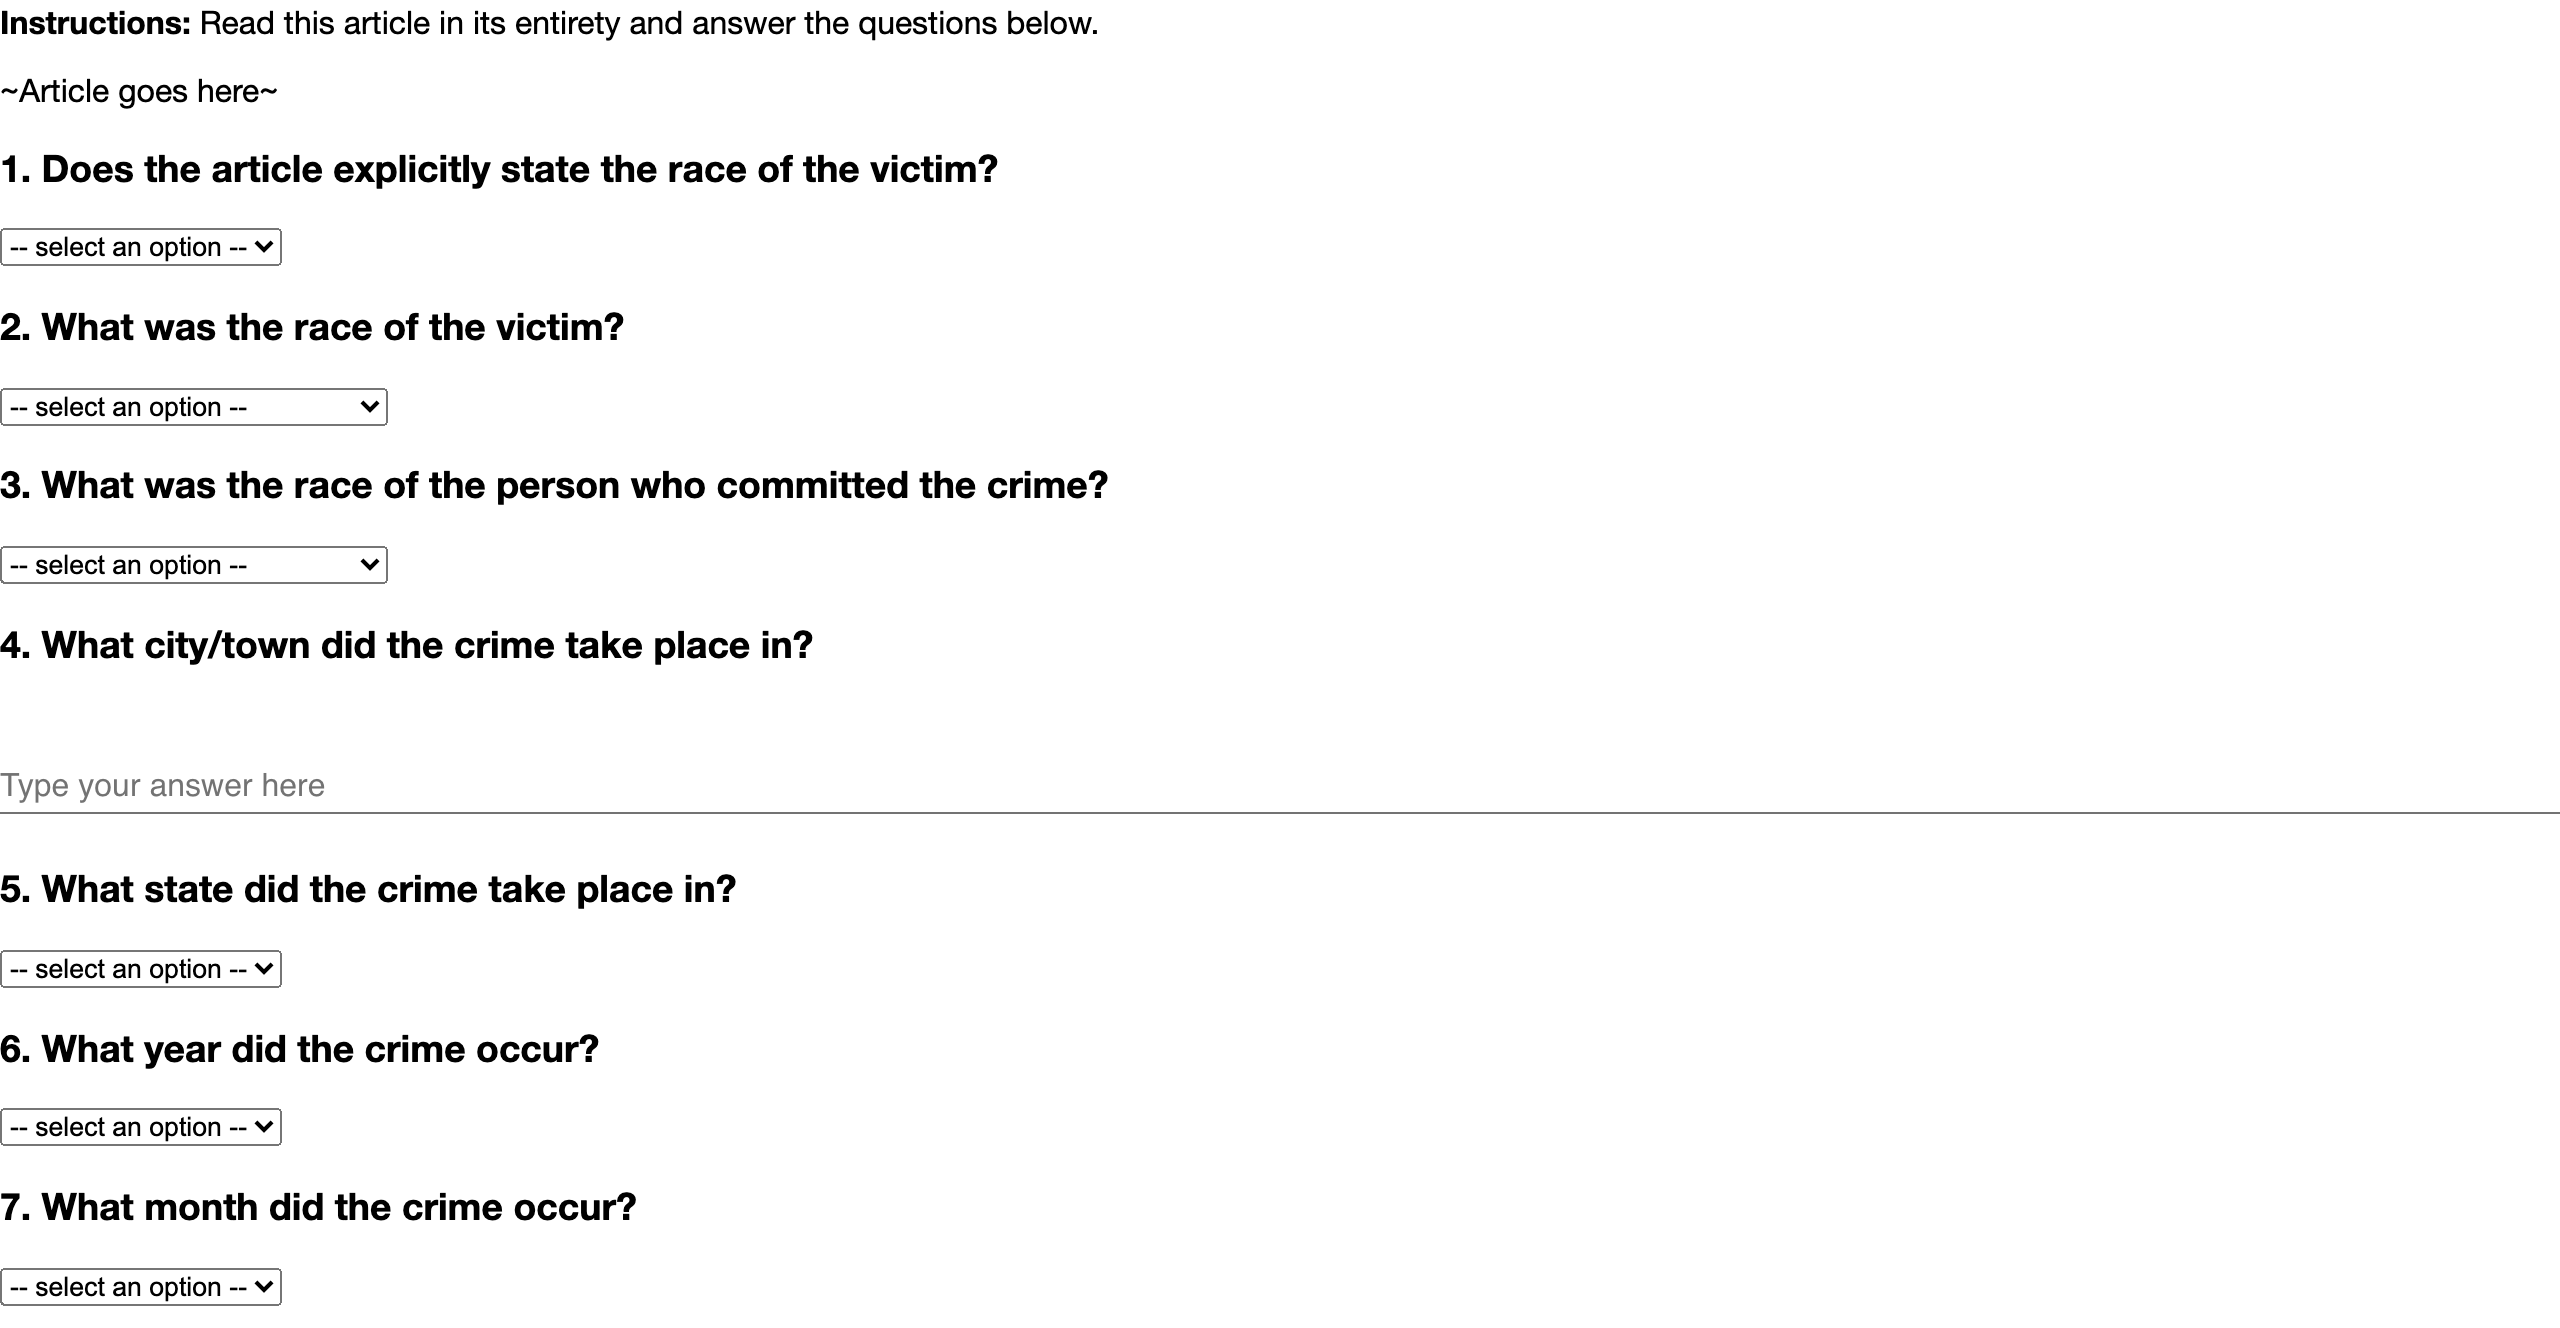 Instructions: Read this article in its entirety and answer the questions below.
~Article goes here~
1. Does the article explicitly state the race of the victim?
-- select an option --
2. What was the race of the victim?
-- select an option --
3. What was the race of the person who committed the crime?
-- select an option --
4. What city/town did the crime take place in?
Type your answer here
5. What state did the crime take place in?
-- select an option --
6. What year did the crime occur?
-- select an option --
7. What month did the crime occur?
-- select an option --